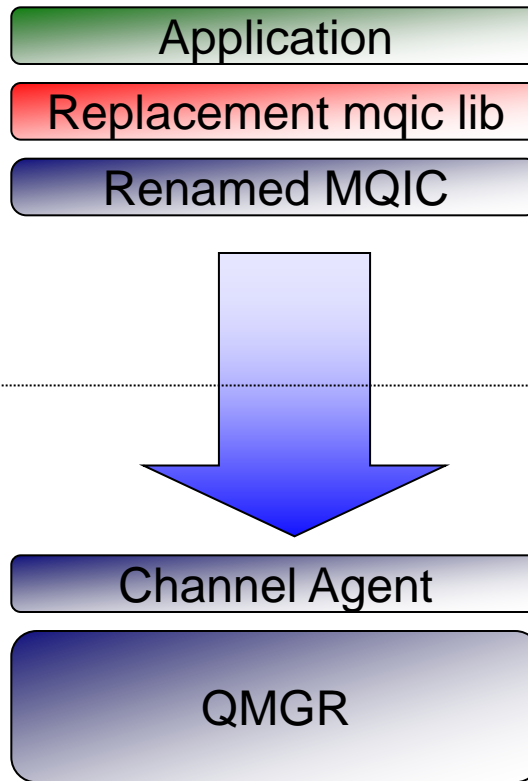 Application
Replacement mqic lib
Renamed MQIC
Channel Agent
QMGR